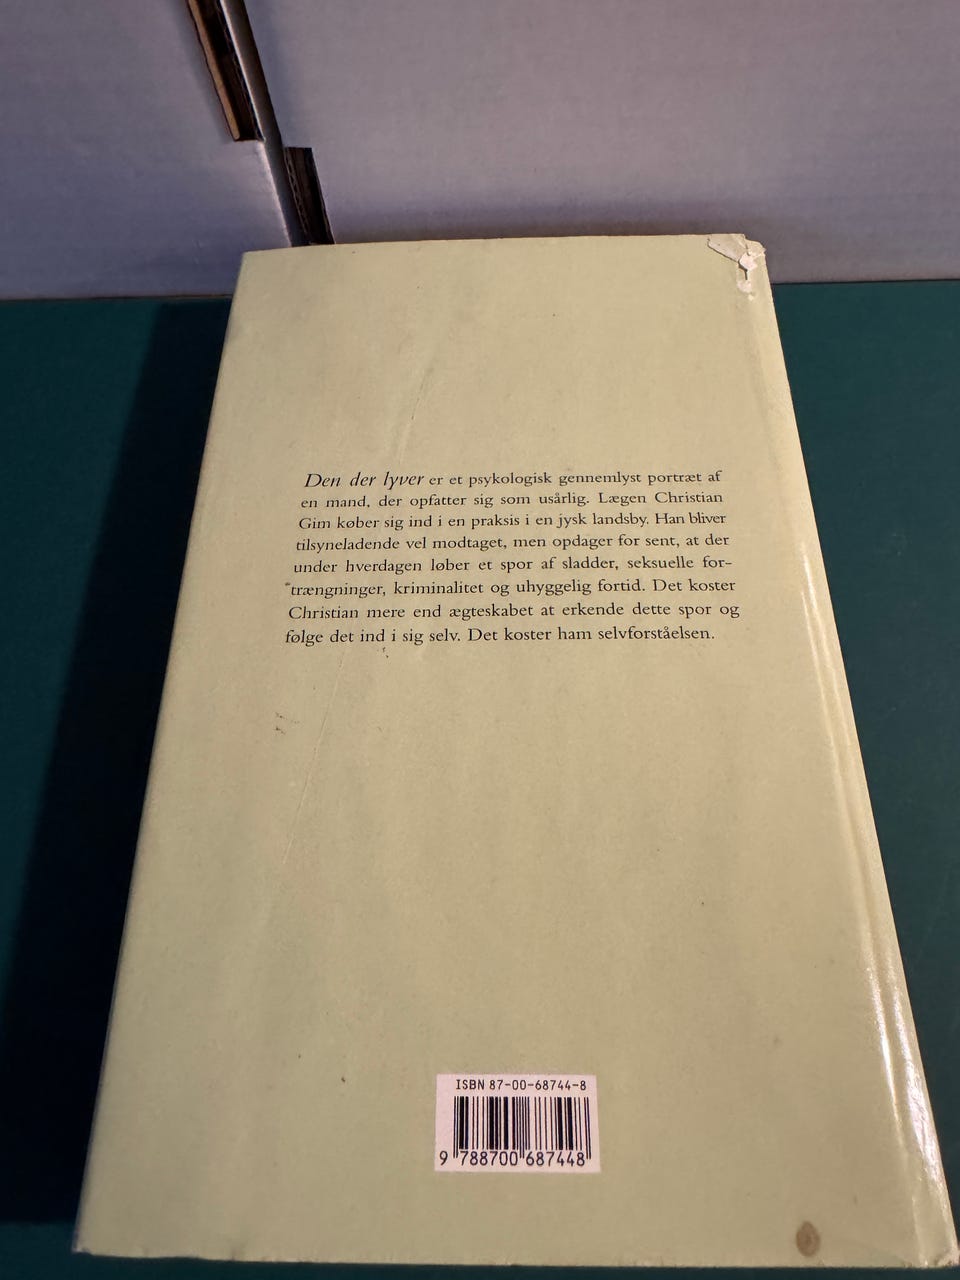 Den der lyver er et psykologisk gennemlyst portræt af
en mand, der opfatter sig som usårlig. Lægen Christian
Gim køber sig ind i en praksis i en jysk landsby. Han bliver
tilsyneladende vel modtaget, men opdager for sent, at der
under hverdagen løber et spor af sladder, seksuelle for-
trængninger, kriminalitet og uhyggelig fortid. Det koster
Christian mere end ægteskabet at erkende dette spor og
følge det ind i sig selv. Det koster ham selvforståelsen.
ISBN 87-00-68744-8
9 788700 687448